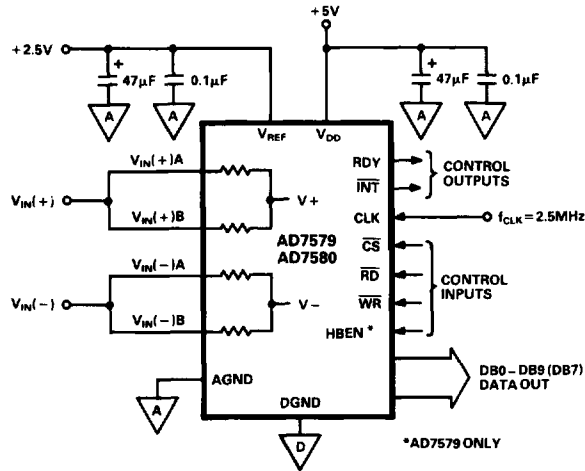 +5V
+2.5V
+
47µF
0.1µF
+
47µF
0.1µF
A
A
A
A
VREF
VDD
VIN(+)A
RDY
CONTROL OUTPUTS
INT
VIN(+)
V+
VIN(+)B
CLK
fCLK=2.5MHz
AD7579
AD7580
CS
VIN(−)A
RD
CONTROL INPUTS
VIN(−)
V−
WR
VIN(−)B
HBEN*
AGND
DB0–DB9(DB7)
DATA OUT
A
DGND
D
*AD7579 ONLY